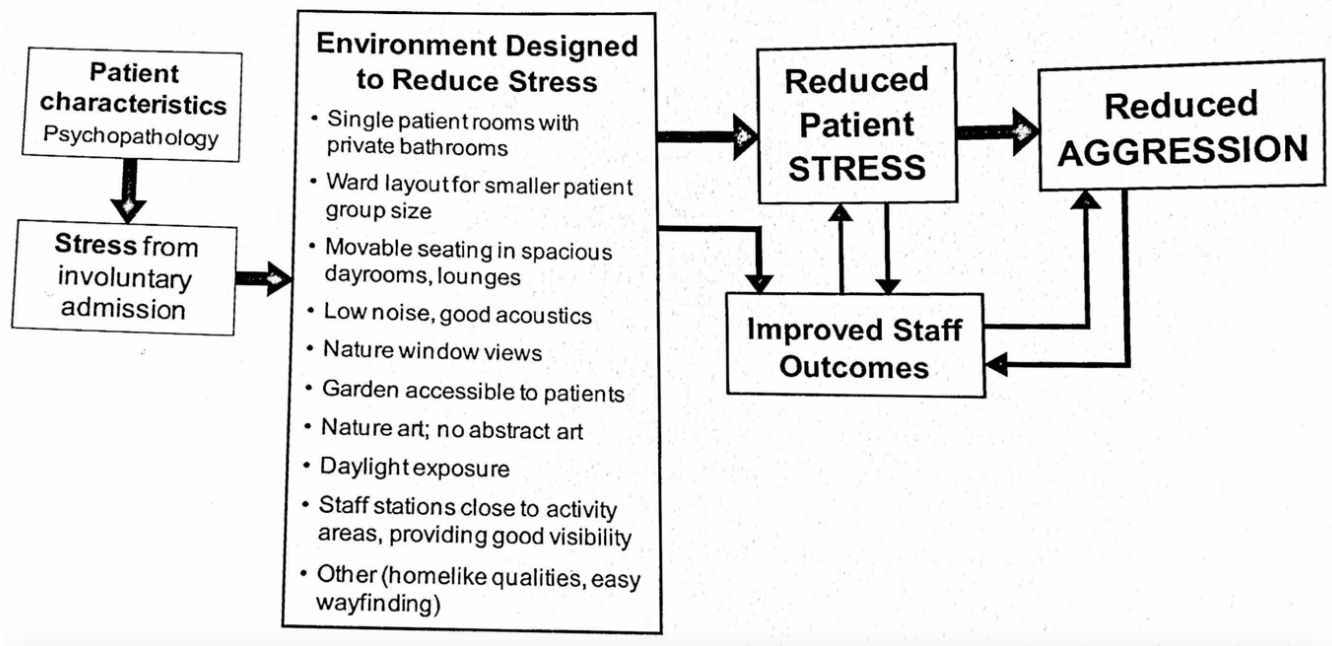 Patient
characteristics
Psychopathology
Stress from
involuntary
admission
Environment Designed
to Reduce Stress
• Single patient rooms with
private bathrooms
• Ward layout for smaller patient
group size
• Movable seating in spacious
dayrooms, lounges
• Low noise, good acoustics
• Nature window views
• Garden accessible to patients
• Nature art; no abstract art
• Daylight exposure
• Staff stations close to activity
areas, providing good visibility
• Other (homelike qualities, easy
wayfinding)
Reduced
Patient
STRESS
Improved Staff
Outcomes
Reduced
AGGRESSION